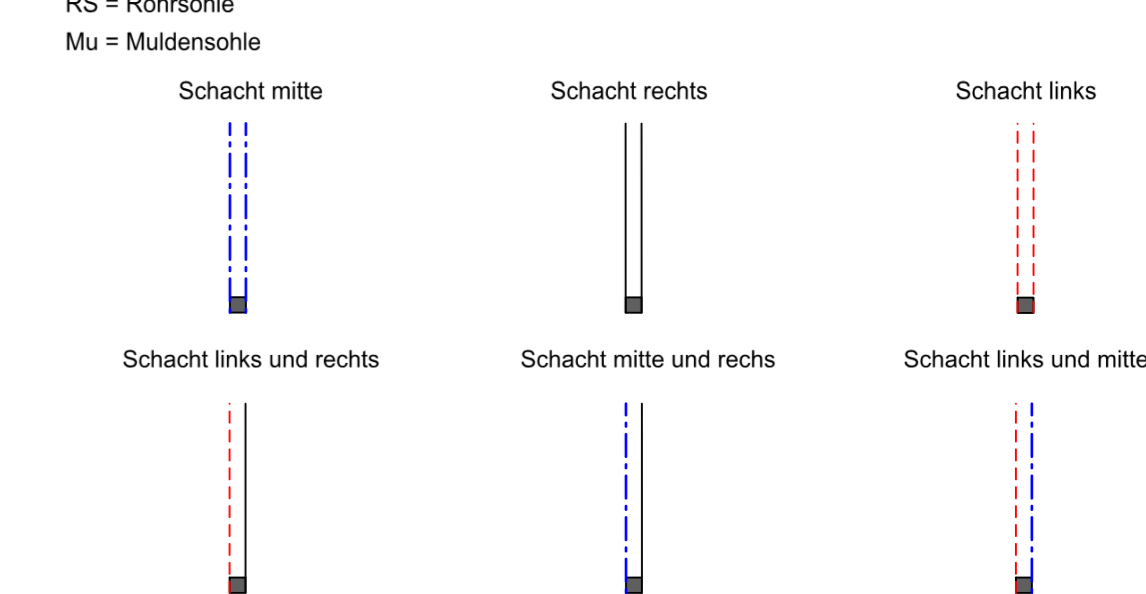 RS = Rohrsohle
Mu = Muldensohle
Schacht mitte
Schacht rechts
Schacht links
Schacht links und rechts
Schacht mitte und rechs
Schacht links und mitte